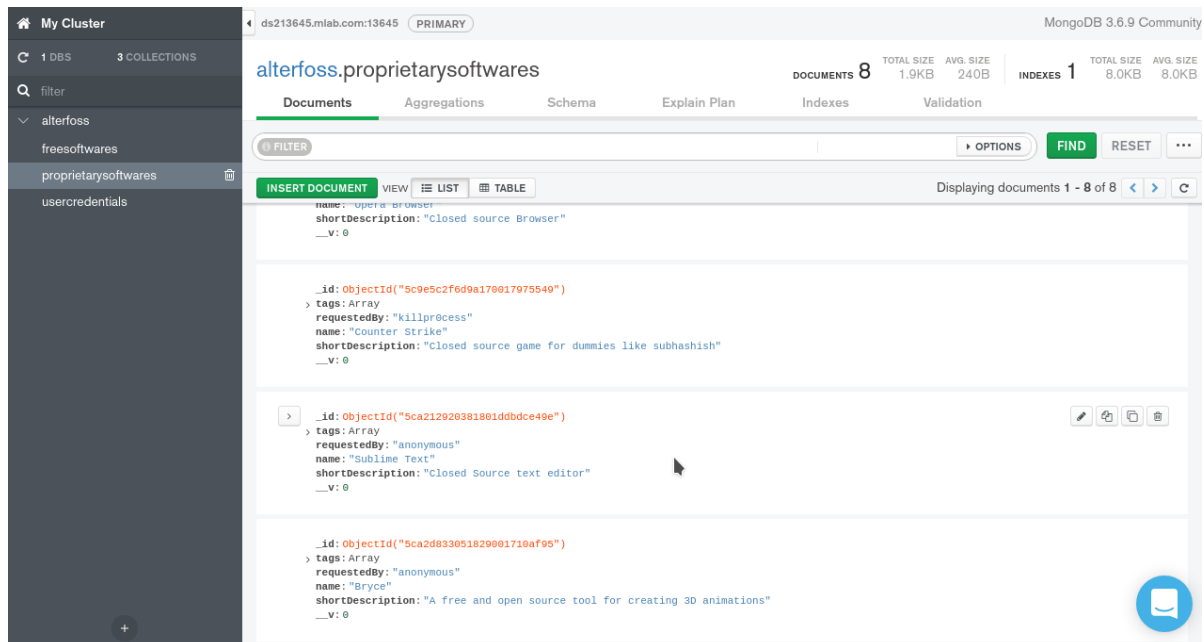 My Cluster
ds213645.mlab.com:13645 PRIMARY MongoDB 3.6.9 Community
1 DBS 3 COLLECTIONS
filter
alterfoss
freesoftwares
proprietarysoftwares
usercredentials
alterfoss.proprietarysoftwares
DOCUMENTS 8 TOTAL SIZE 1.9KB AVG. SIZE 240B INDEXES 1 TOTAL SIZE 8.0KB AVG. SIZE 8.0KB
Documents Aggregations Schema Explain Plan Indexes Validation
FILTER OPTIONS FIND RESET
INSERT DOCUMENT VIEW LIST TABLE Displaying documents 1 - 8 of 8
name: "Opera Browser"
shortDescription: "Closed source Browser"
__v: 0
_id: ObjectId("5c9e5c2f6d9a170017975549")
tags: Array
requestedBy: "killpr0cess"
name: "Counter Strike"
shortDescription: "Closed source game for dummies like subhashish"
__v: 0
_id: ObjectId("5ca212920381801ddbdce49e")
tags: Array
requestedBy: "anonymous"
name: "Sublime Text"
shortDescription: "Closed Source text editor"
__v: 0
_id: ObjectId("5ca2d833051829001710af95")
tags: Array
requestedBy: "anonymous"
name: "Bryce"
shortDescription: "A free and open source tool for creating 3D animations"
__v: 0